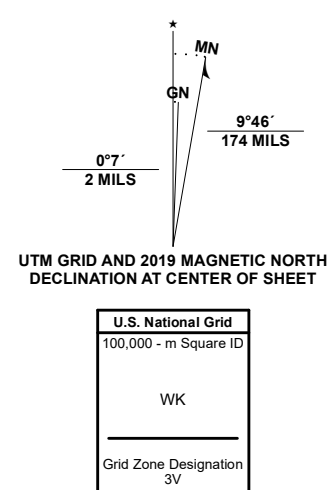 ★
MN
GN
9°46´
174 MILS
0°7´
2 MILS
UTM GRID AND 2019 MAGNETIC NORTH
DECLINATION AT CENTER OF SHEET
U.S. National Grid
100,000 - m Square ID
WK
Grid Zone Designation
3V